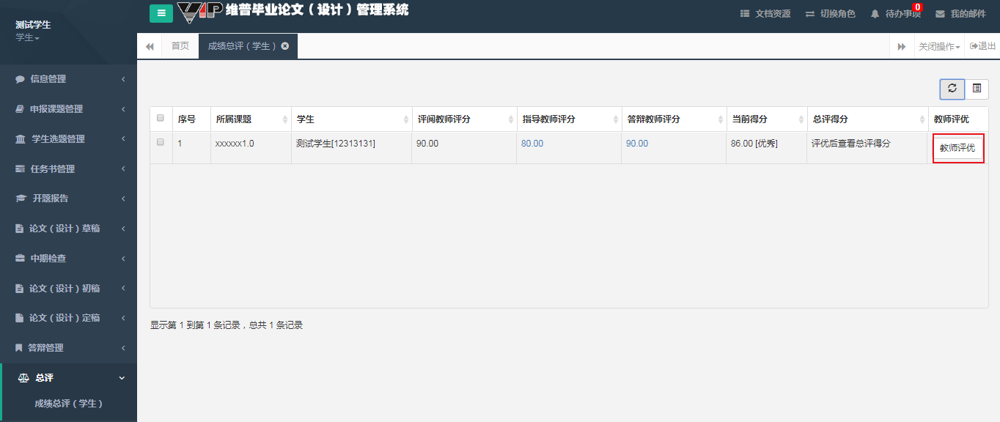 测试学生
学生
VIP 维普毕业论文（设计）管理系统
文档资源 切换角色 待办事项 0 我的邮件
首页 成绩总评（学生） 关闭操作 退出
信息管理
申报课题管理
学生选题管理
任务书管理
开题报告
论文（设计）草稿
中期检查
论文（设计）初稿
论文（设计）定稿
答辩管理
总评
成绩总评（学生）
序号 所属课题 学生 评阅教师评分 指导教师评分 答辩教师评分 当前得分 总评得分 教师评优
1 xxxxxx1.0 测试学生[12313131] 90.00 80.00 90.00 86.00 [优秀] 评优后查看总评得分 教师评优
显示第 1 到第 1 条记录，总共 1 条记录